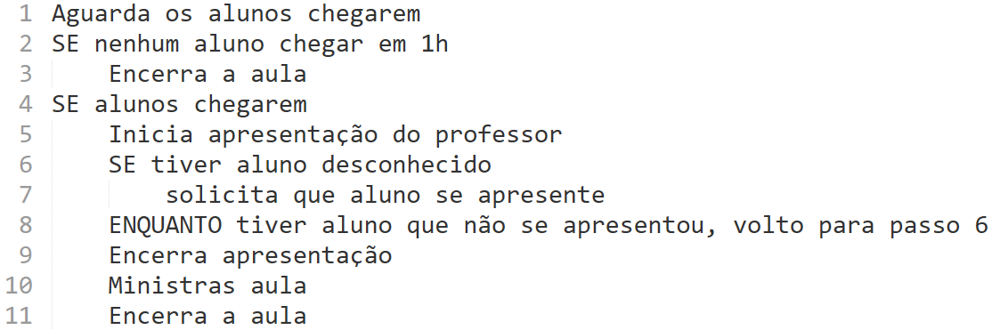 1 Aguarda os alunos chegarem
2 SE nenhum aluno chegar em 1h
3     Encerra a aula
4 SE alunos chegarem
5     Inicia apresentação do professor
6     SE tiver aluno desconhecido
7         solicita que aluno se apresente
8     ENQUANTO tiver aluno que não se apresentou, volto para passo 6
9     Encerra apresentação
10     Ministras aula
11     Encerra a aula